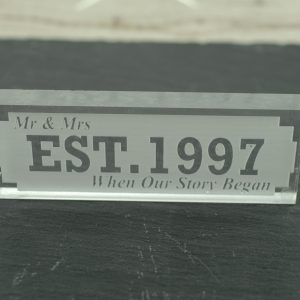 Mr & Mrs
EST.1997
When Our Story Began